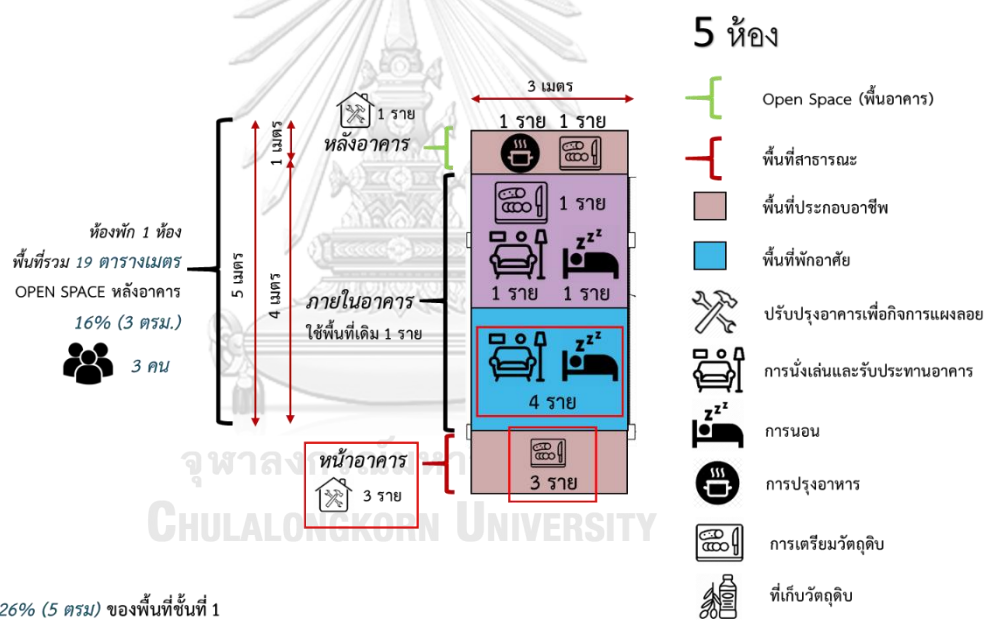 5 ห้อง
3 เมตร
Open Space (พื้นอาคาร)
1 ราย
1 ราย 1 ราย
หลังอาคาร
1 เมตร
พื้นที่สาธารณะ
1 ราย
พื้นที่ประกอบอาชีพ
ห้องพัก 1 ห้อง
พื้นที่รวม 19 ตารางเมตร
OPEN SPACE หลังอาคาร
16% (3 ตรม.)
3 คน
5 เมตร
4 เมตร
zzz
1 ราย 1 ราย
พื้นที่พักอาศัย
ภายในอาคาร
ใช้พื้นที่เดิม 1 ราย
ปรับปรุงอาคารเพื่อกิจการแผงลอย
zzz
4 ราย
การนั่งเล่นและรับประทานอาคาร
zzz
การนอน
หน้าอาคาร
3 ราย
3 ราย
การปรุงอาหาร
จุฬาลงกรณ์มหา
CHULALONGKORN UNIVERSITY
การเตรียมวัตถุดิบ
ที่เก็บวัตถุดิบ
26% (5 ตรม) ของพื้นที่ชั้นที่ 1